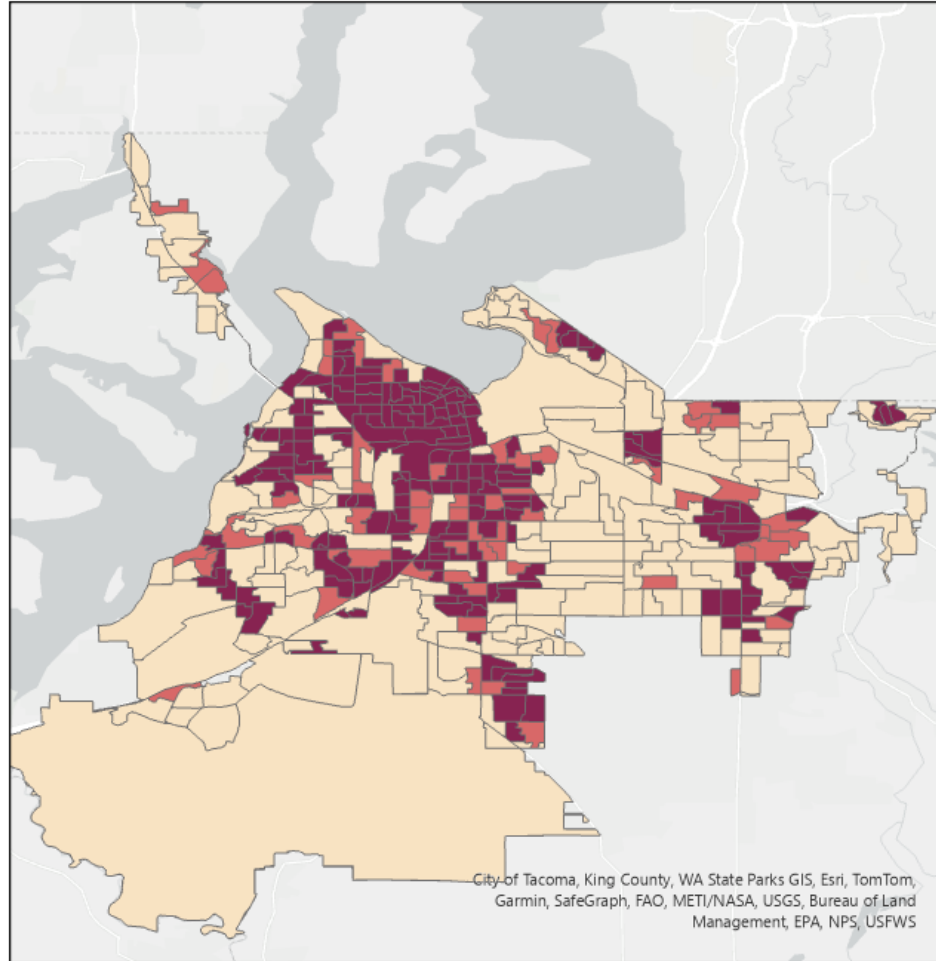 City of Tacoma, King County, WA State Parks GIS, Esri, TomTom,
Garmin, SafeGraph, FAO, METI/NASA, USGS, Bureau of Land
Management, EPA, NPS, USFWS